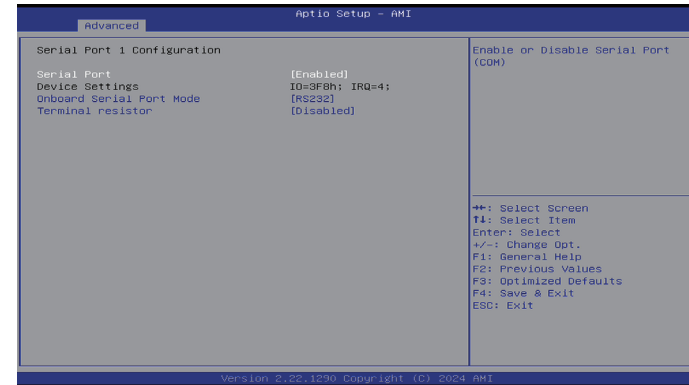 Aptio Setup – AMI
Advanced
Serial Port 1 Configuration
Serial Port [Enabled]
Device Settings IO=3F8h; IRQ=4;
Onboard Serial Port Mode [RS232]
Terminal resistor [Disabled]
Enable or Disable Serial Port
(COM)
→←: Select Screen
↑↓: Select Item
Enter: Select
+/-: Change Opt.
F1: General Help
F2: Previous Values
F3: Optimized Defaults
F4: Save & Exit
ESC: Exit
Version 2.22.1290 Copyright (C) 2024 AMI